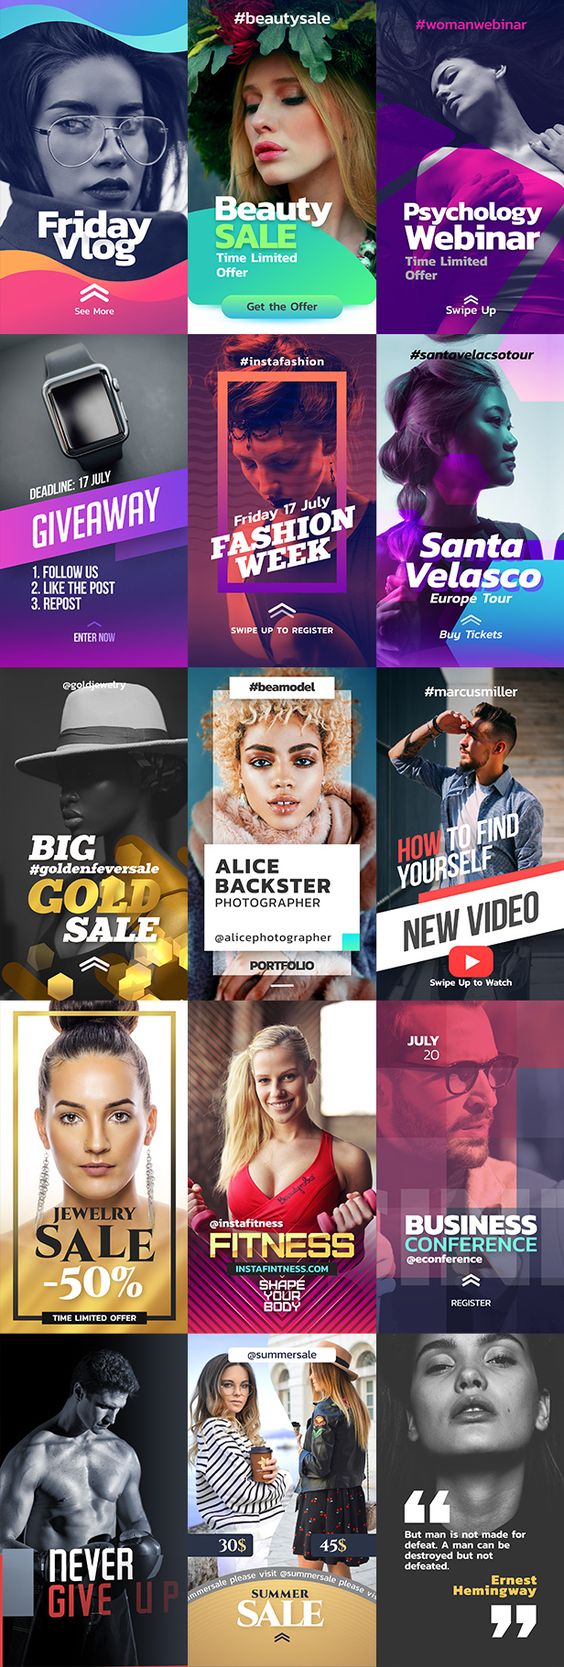 Friday
Vlog
See More
#beautysale
Beauty
SALE
Time Limited
Offer
Get the Offer
#womanwebinar
Psychology
Webinar
Time Limited
Offer
Swipe Up
DEADLINE: 17 JULY
GIVEAWAY
1. FOLLOW US
2. LIKE THE POST
3. REPOST
ENTER NOW
#instafashion
Friday 17 July
FASHION
WEEK
SWIPE UP TO REGISTER
#santavelacsotour
Santa
Velasco
Europe Tour
Buy Tickets
@goldjewelry
BIG
#goldenfeversale
GOLD
SALE
#beamodel
ALICE
BACKSTER
PHOTOGRAPHER
@alicephotographer
PORTFOLIO
#marcusmiller
HOW TO FIND
YOURSELF
NEW VIDEO
Swipe Up to Watch
JEWELRY
SALE
-50%
TIME LIMITED OFFER
@instafitness
FITNESS
INSTAFINTNESS.COM
SHAPE
YOUR
BODY
JULY
20
BUSINESS
CONFERENCE
@econference
REGISTER
NEVER
GIVE UP
@summersale
30$
45$
summersale please visit @summersale please visi
SUMMER
SALE
“
But man is not made for
defeat. A man can be
destroyed but not
defeated.
Ernest
Hemingway
”